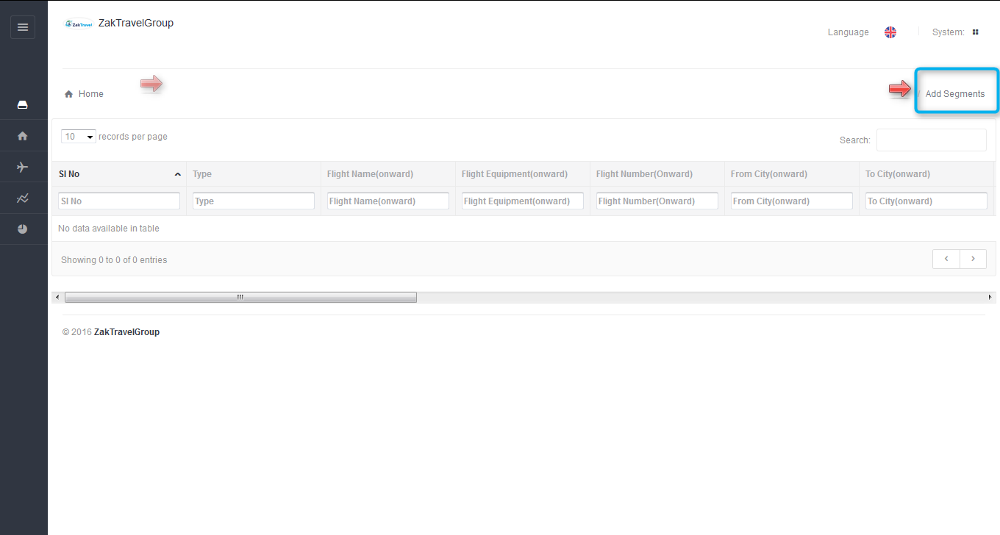 ZakTravel ZakTravelGroup
Language System:
Home / Add Segments
10 records per page Search:
Sl No Type Flight Name(onward) Flight Equipment(onward) Flight Number(Onward) From City(onward) To City(onward)
Sl No Type Flight Name(onward) Flight Equipment(onward) Flight Number(Onward) From City(onward) To City(onward)
No data available in table
Showing 0 to 0 of 0 entries
© 2016 ZakTravelGroup